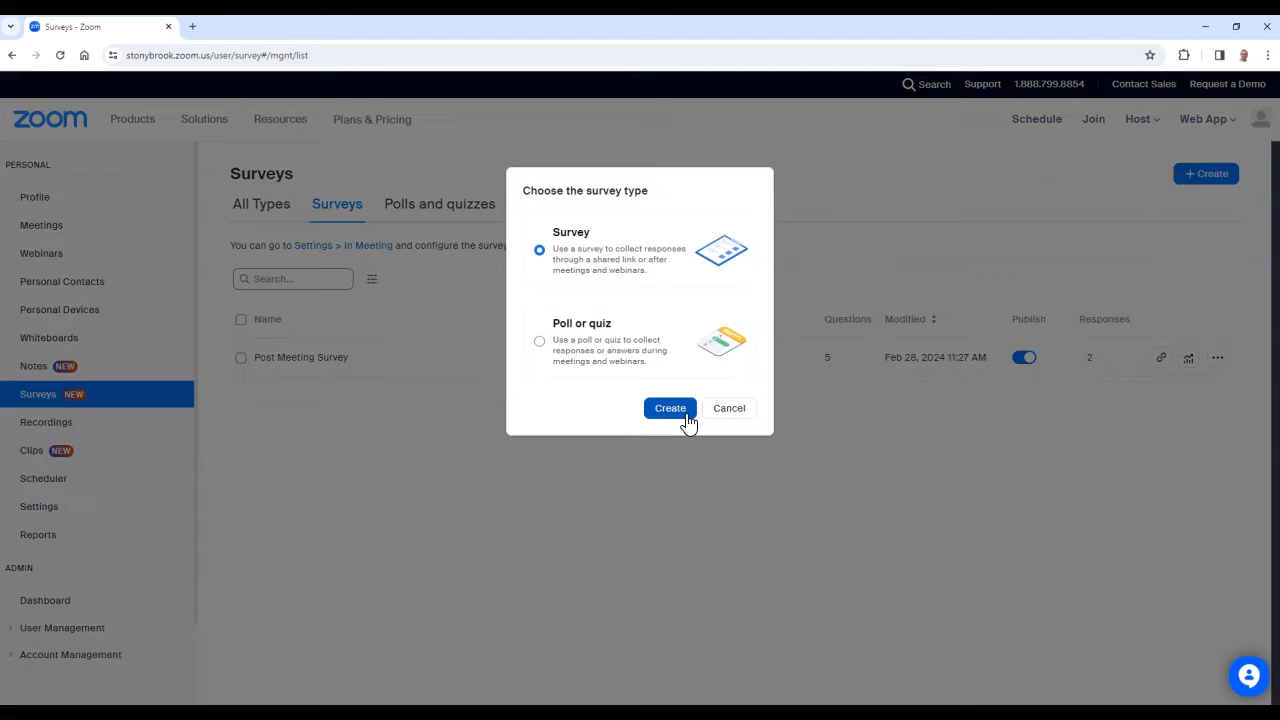 Surveys - Zoom
stonybrook.zoom.us/user/survey#/mgnt/list
Search Support 1.888.799.8854 Contact Sales Request a Demo
zoom Products Solutions Resources Plans & Pricing Schedule Join Host Web App
PERSONAL
Profile
Meetings
Webinars
Personal Contacts
Personal Devices
Whiteboards
Notes NEW
Surveys NEW
Recordings
Clips NEW
Scheduler
Settings
Reports
ADMIN
Dashboard
User Management
Account Management
Surveys
+ Create
All Types Surveys Polls and quizzes
You can go to Settings > In Meeting and configure the survey
Search...
Name Questions Modified Publish Responses
Post Meeting Survey 5 Feb 28, 2024 11:27 AM 2
Choose the survey type
Survey
Use a survey to collect responses
through a shared link or after
meetings and webinars.
Poll or quiz
Use a poll or quiz to collect
responses or answers during
meetings and webinars.
Create Cancel